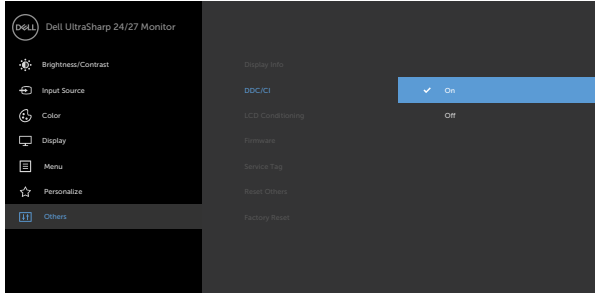 DELL
Dell UltraSharp 24/27 Monitor
Brightness/Contrast
Input Source
Color
Display
Menu
Personalize
Others
Display Info
DDC/CI
LCD Conditioning
Firmware
Service Tag
Reset Others
Factory Reset
On
Off